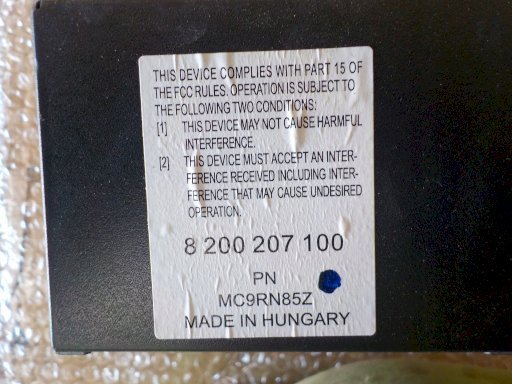 THIS DEVICE COMPLIES WITH PART 15 OF
THE FCC RULES. OPERATION IS SUBJECT TO
THE FOLLOWING TWO CONDITIONS:
[1] THIS DEVICE MAY NOT CAUSE HARMFUL
INTERFERENCE.
[2] THIS DEVICE MUST ACCEPT AN INTER-
FERENCE RECEIVED INCLUDING INTER-
FERENCE THAT MAY CAUSE UNDESIRED
OPERATION.
8 200 207 100
PN
MC9RN85Z
MADE IN HUNGARY